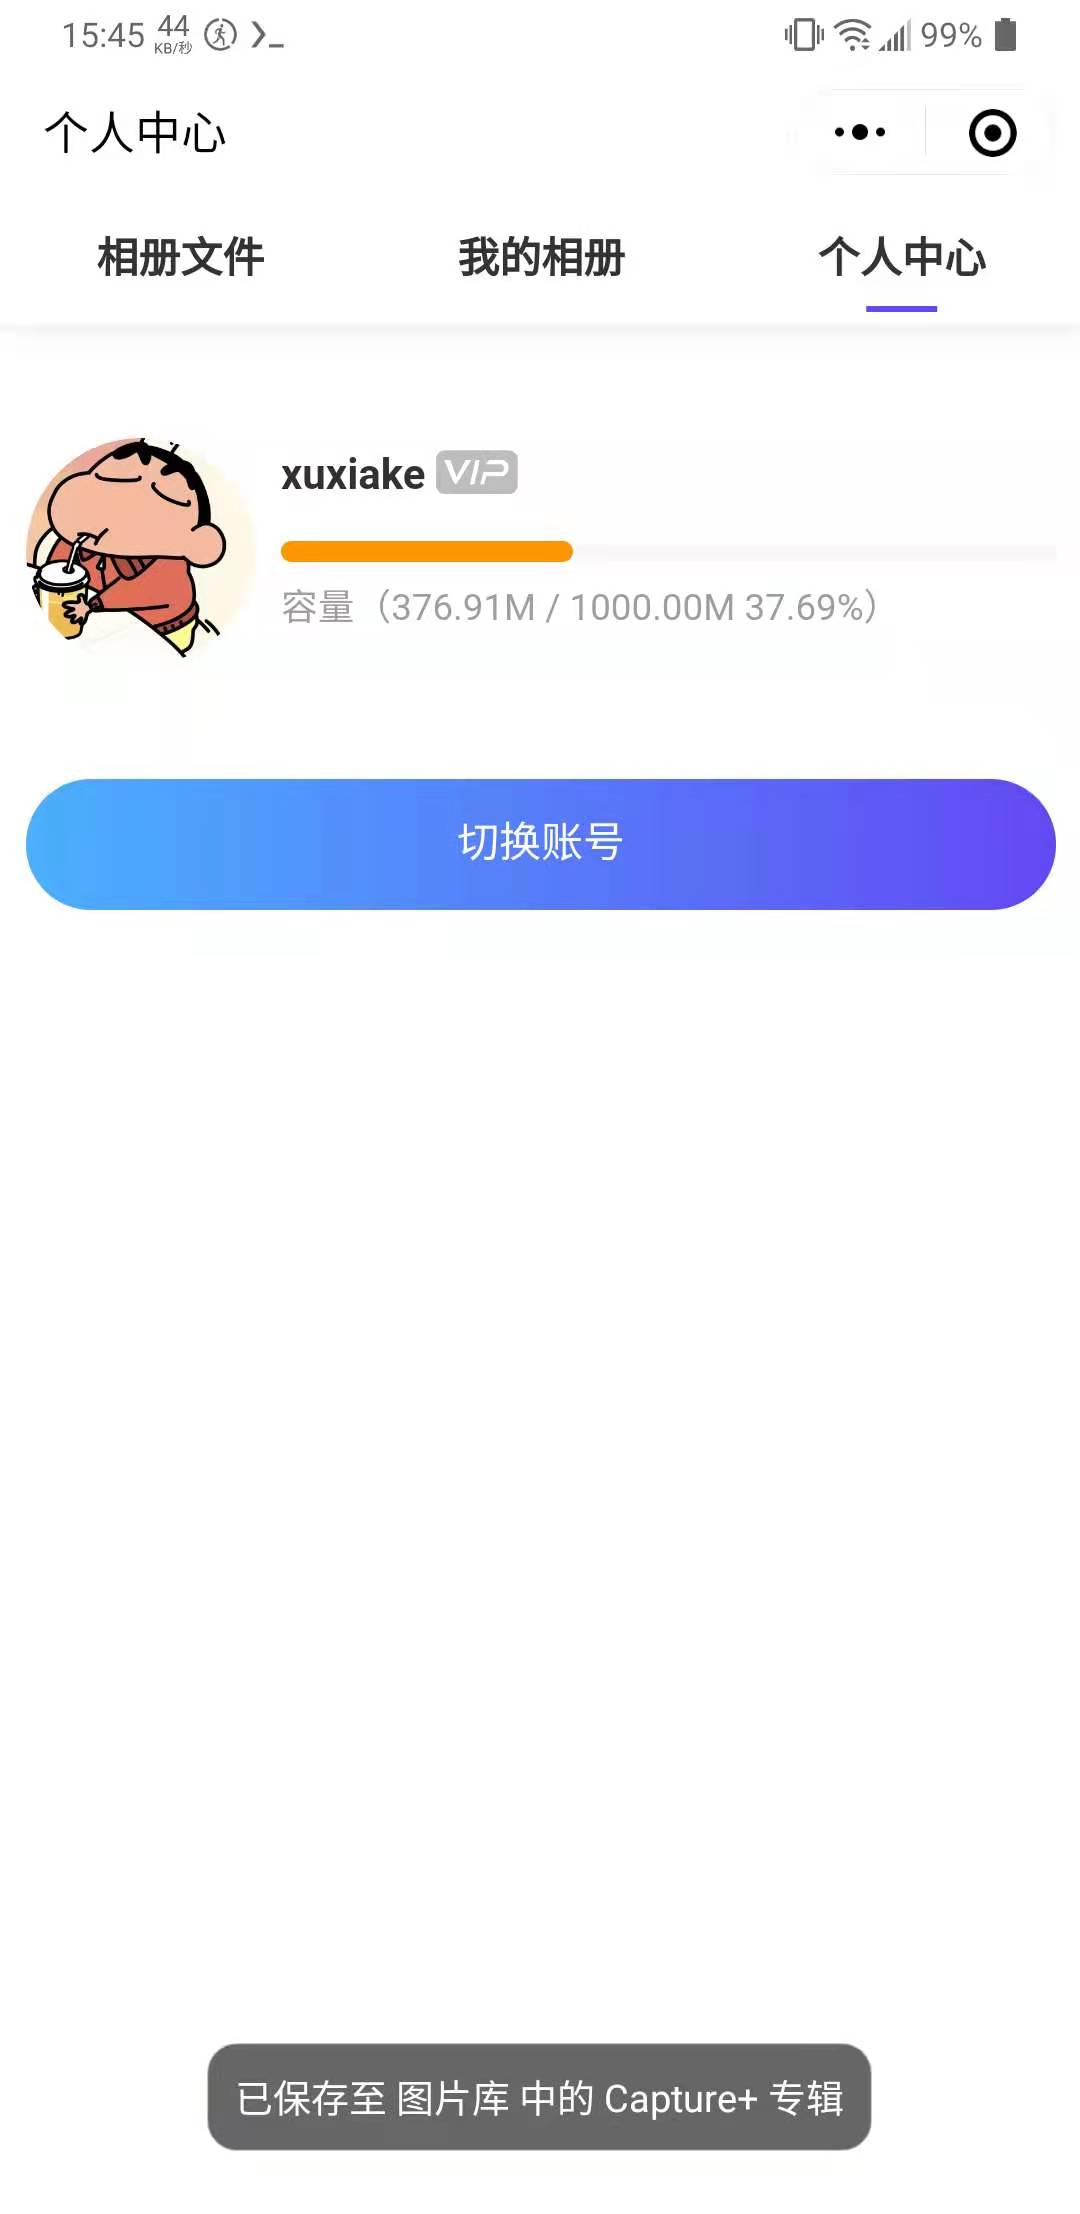 15:45 44 KB/秒 99%
个人中心
相册文件 我的相册 个人中心
xuxiake VIP
容量（376.91M / 1000.00M 37.69%）
切换账号
已保存至 图片库 中的 Capture+ 专辑